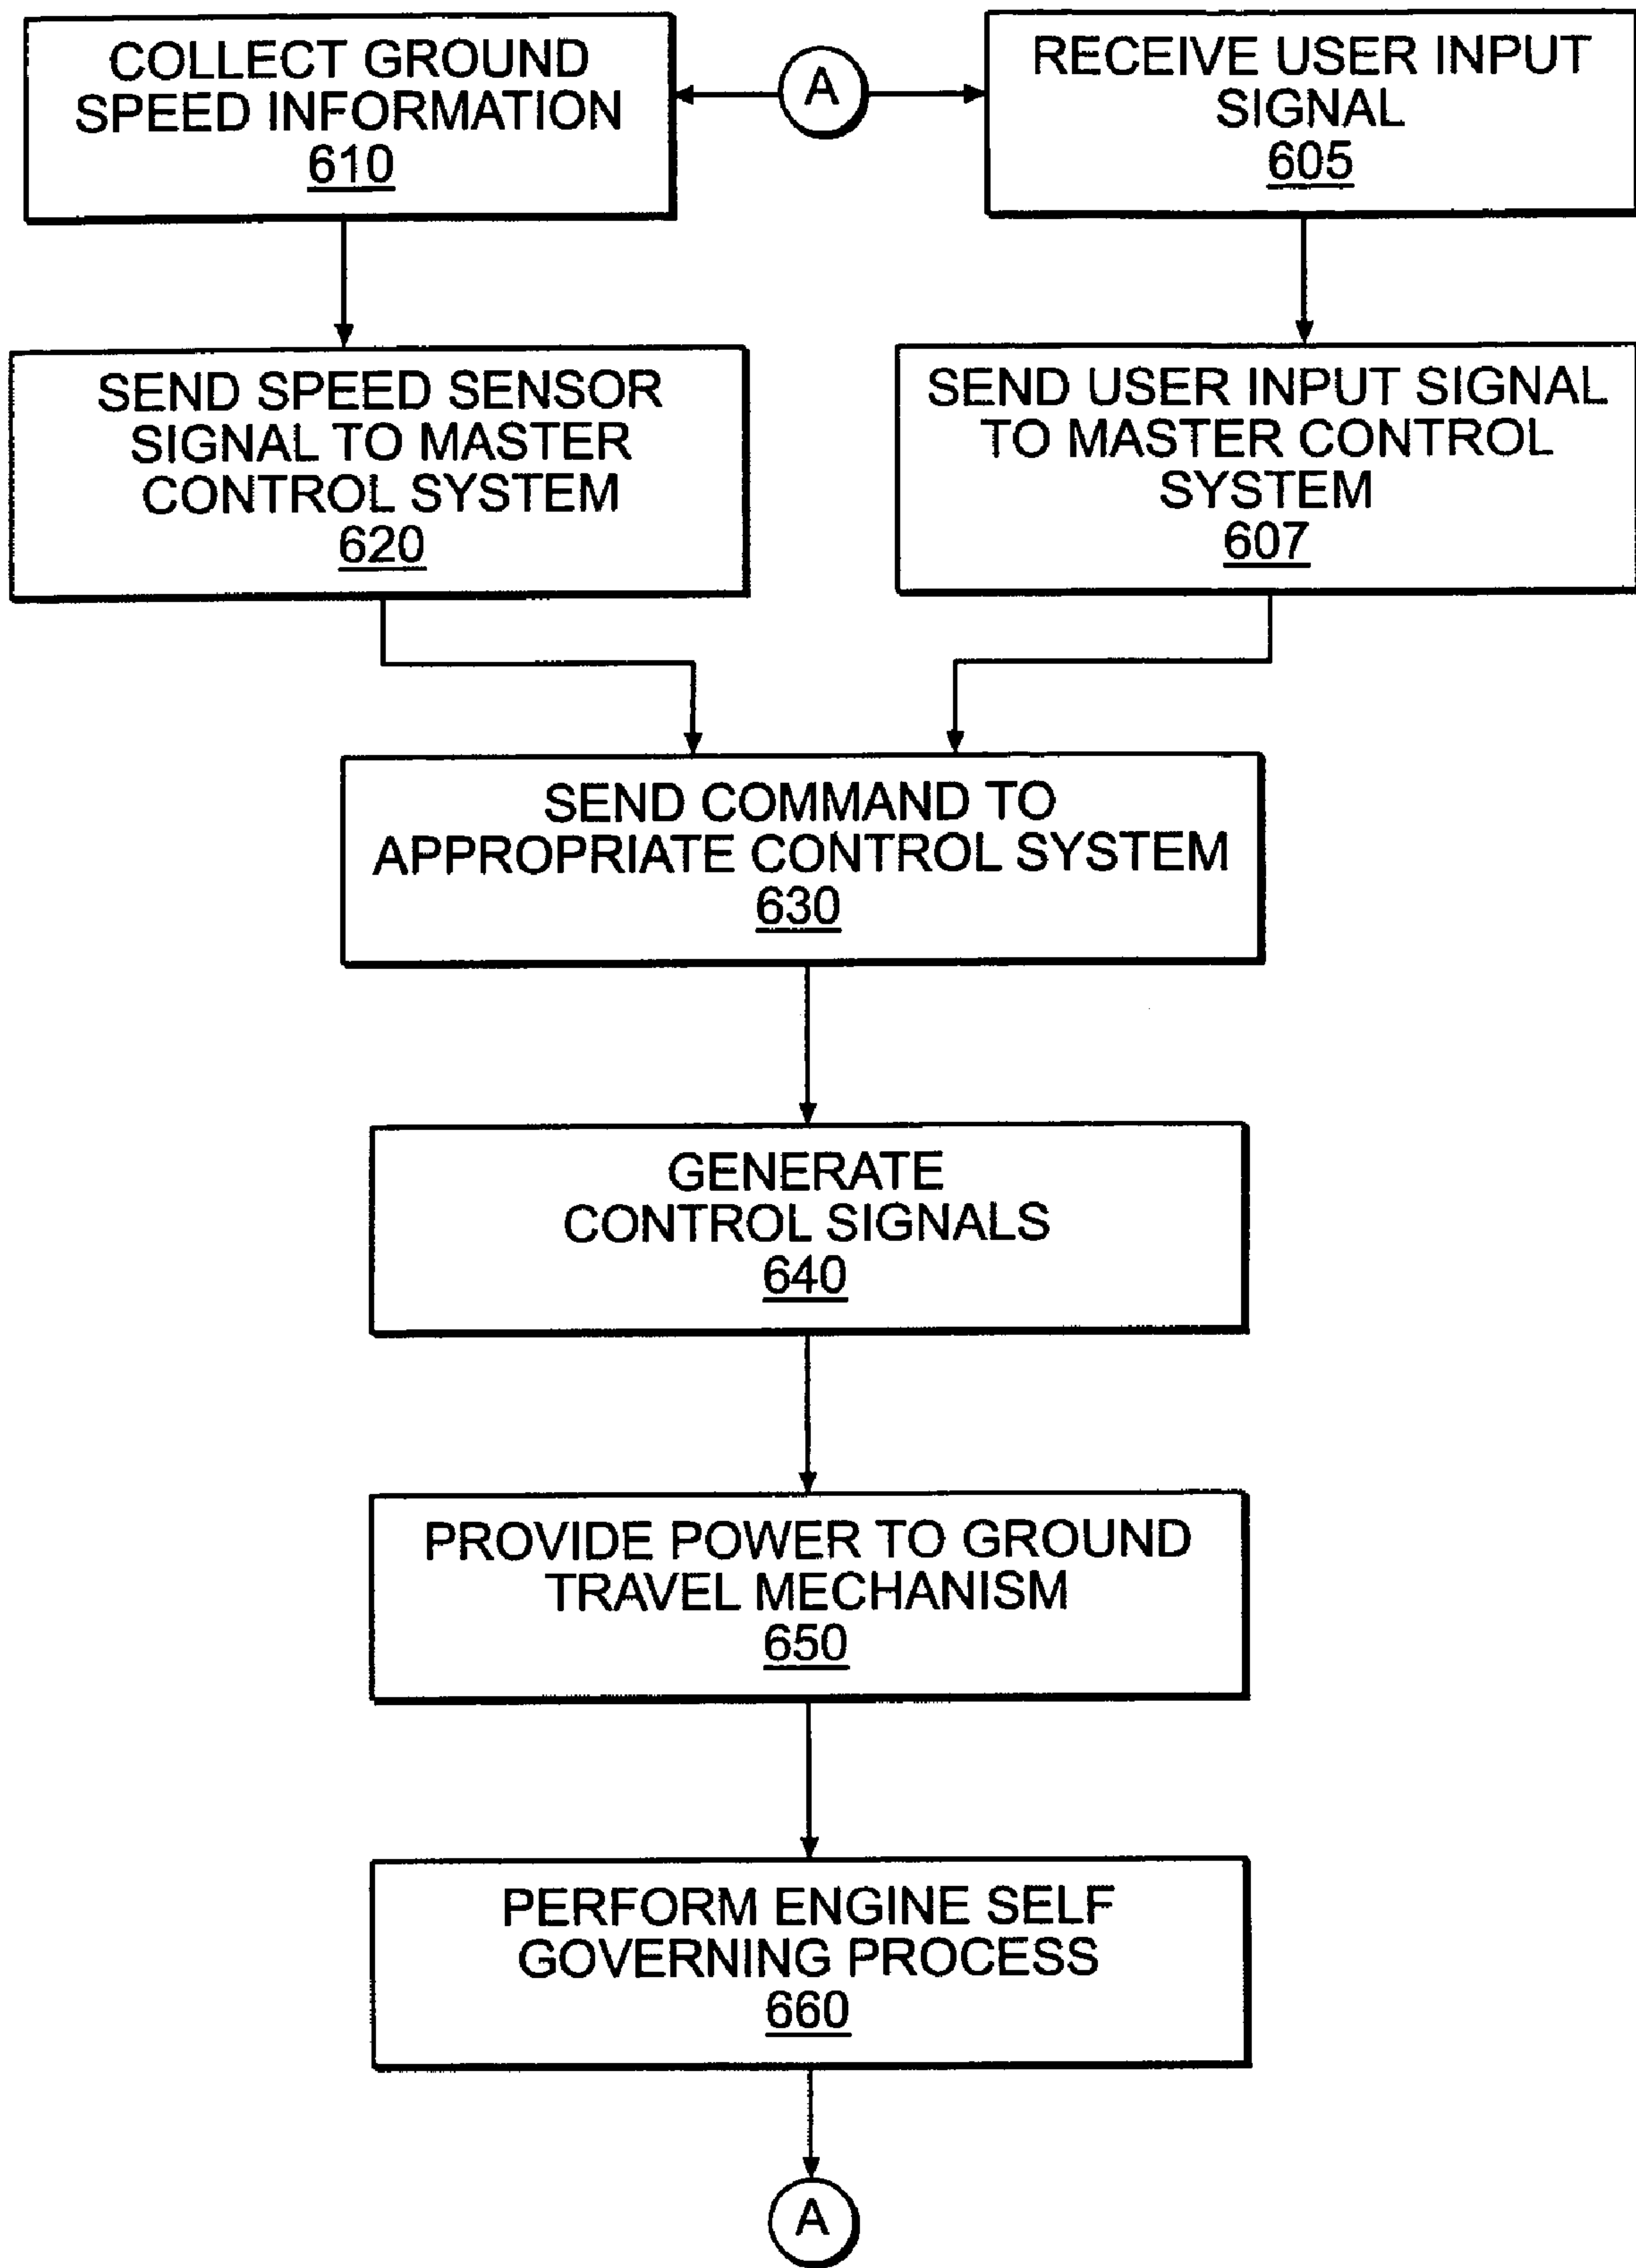 COLLECT GROUND
SPEED INFORMATION
610
A
RECEIVE USER INPUT
SIGNAL
605
SEND SPEED SENSOR
SIGNAL TO MASTER
CONTROL SYSTEM
620
SEND USER INPUT SIGNAL
TO MASTER CONTROL
SYSTEM
607
SEND COMMAND TO
APPROPRIATE CONTROL SYSTEM
630
GENERATE
CONTROL SIGNALS
640
PROVIDE POWER TO GROUND
TRAVEL MECHANISM
650
PERFORM ENGINE SELF
GOVERNING PROCESS
660
A